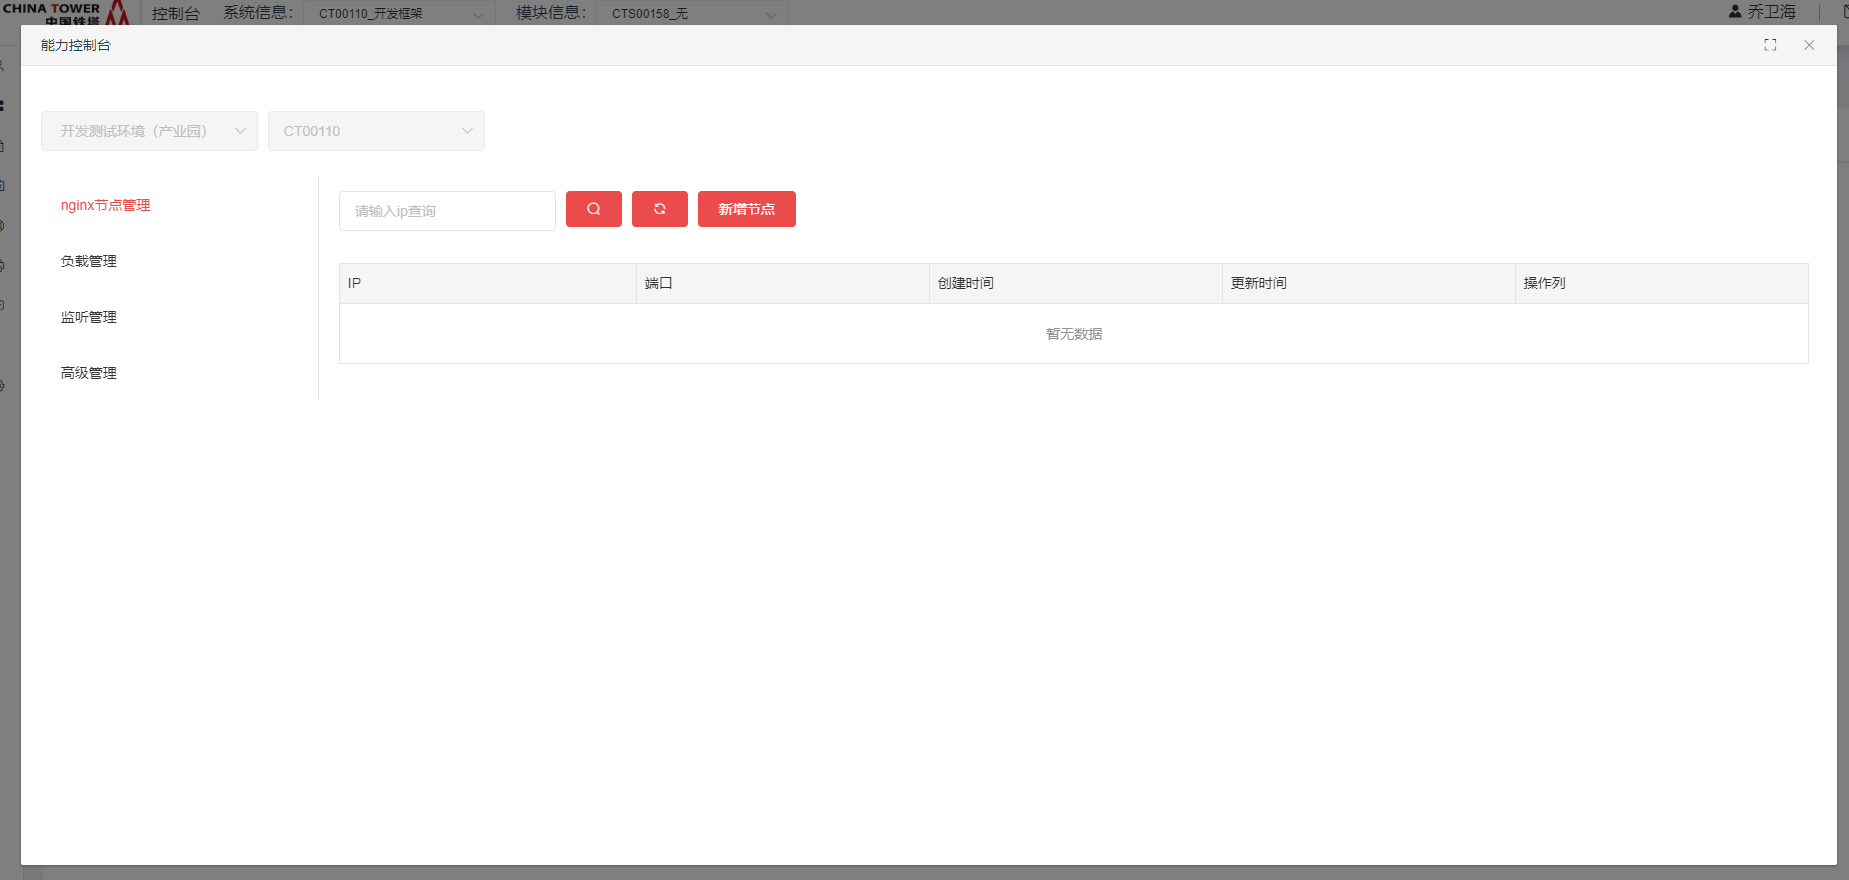 CHINA TOWER
中国铁塔
控制台 系统信息： CT00110_开发框架 模块信息： CTS00158_无 乔卫海
能力控制台
开发测试环境（产业园） CT00110
nginx节点管理
负载管理
监听管理
高级管理
请输入ip查询 新增节点
IP 端口 创建时间 更新时间 操作列
暂无数据